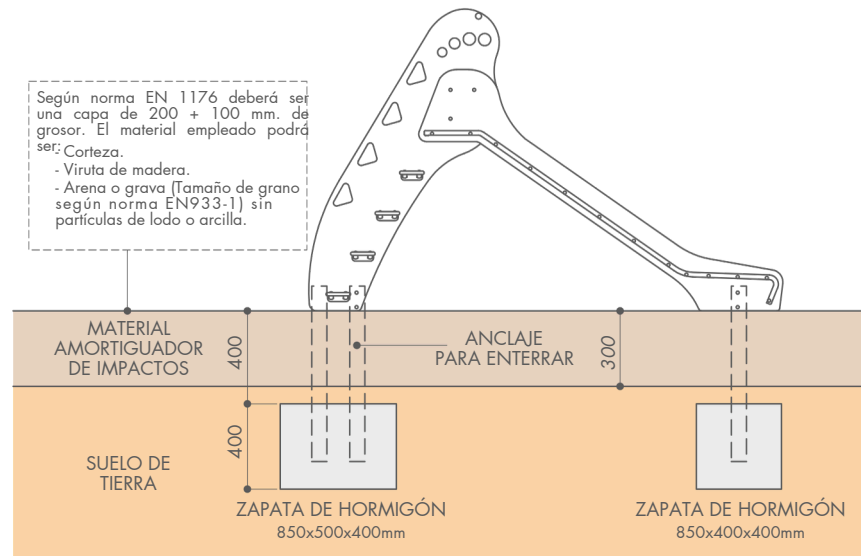 Según norma EN 1176 deberá ser
una capa de 200 + 100 mm. de
grosor. El material empleado podrá
ser:
- Corteza.
- Viruta de madera.
- Arena o grava (Tamaño de grano
según norma EN933-1) sin
partículas de lodo o arcilla.
MATERIAL
AMORTIGUADOR
DE IMPACTOS
400
ANCLAJE
PARA ENTERRAR
300
400
SUELO DE
TIERRA
ZAPATA DE HORMIGÓN
850x500x400mm
ZAPATA DE HORMIGÓN
850x400x400mm